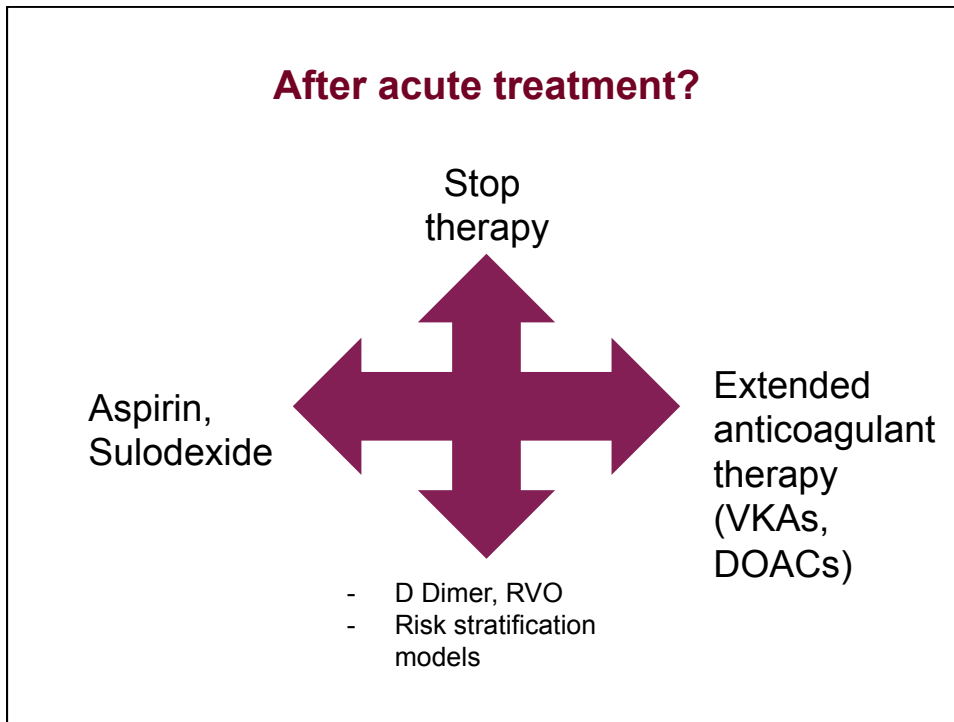 After acute treatment?
Stop
therapy
Aspirin,
Sulodexide
Extended
anticoagulant
therapy
(VKAs,
DOACs)
- D Dimer, RVO
- Risk stratification
models